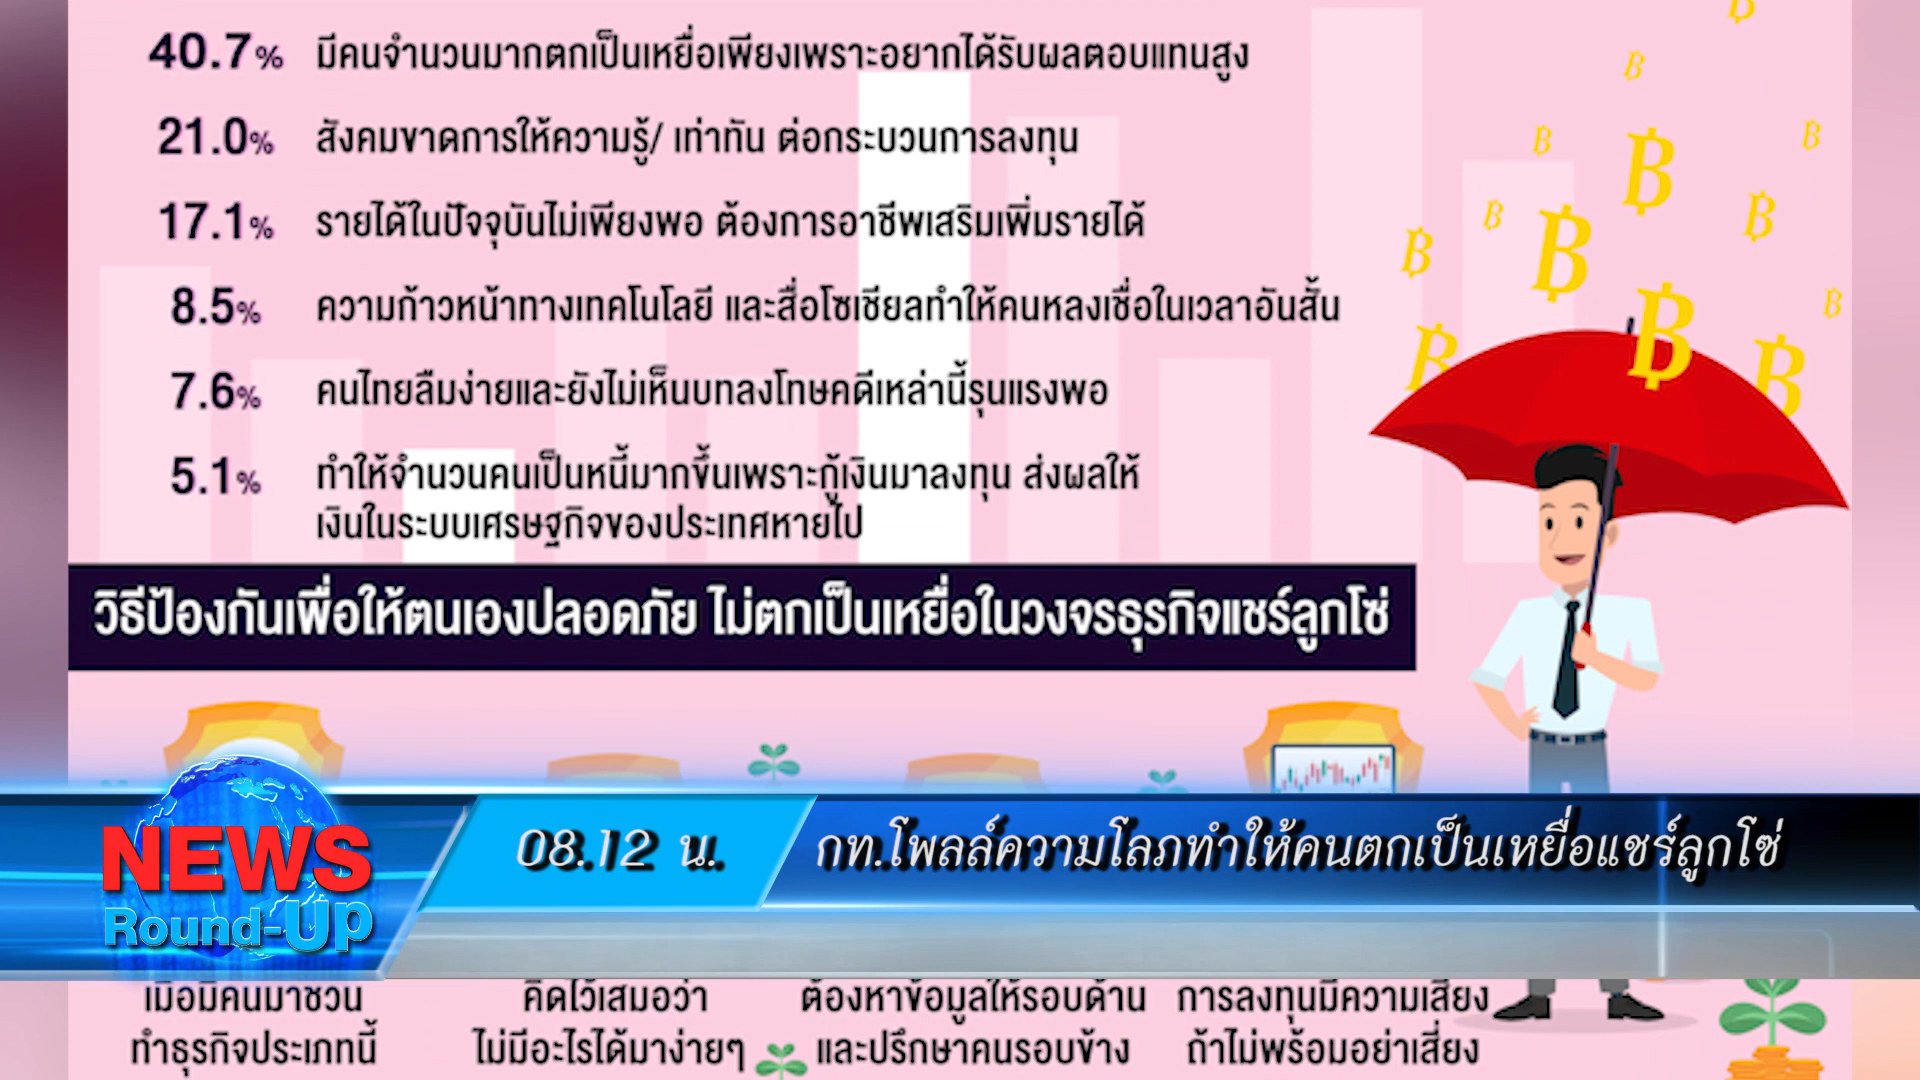 40.7% มีคนจำนวนมากตกเป็นเหยื่อเพียงเพราะอยากได้รับผลตอบแทนสูง
21.0% สังคมขาดการให้ความรู้/ เท่าทัน ต่อกระบวนการลงทุน
17.1% รายได้ในปัจจุบันไม่เพียงพอ ต้องการอาชีพเสริมเพิ่มรายได้
8.5% ความก้าวหน้าทางเทคโนโลยี และสื่อโซเชียลทำให้คนหลงเชื่อในเวลาอันสั้น
7.6% คนไทยลืมง่ายและยังไม่เห็นบทลงโทษคดีเหล่านี้รุนแรงพอ
5.1% ทำให้จำนวนคนเป็นหนี้มากขึ้นเพราะกู้เงินมาลงทุน ส่งผลให้
เงินในระบบเศรษฐกิจของประเทศหายไป
วิธีป้องกันเพื่อให้ตนเองปลอดภัย ไม่ตกเป็นเหยื่อในวงจรธุรกิจแชร์ลูกโซ่
NEWS
Round-Up
08.12 น.
กท.โพลล์ความโลภทำให้คนตกเป็นเหยื่อแชร์ลูกโซ่
เมื่อมีคนมาชวน
ทำธุรกิจประเภทนี้
คิดไว้เสมอว่า
ไม่มีอะไรได้มาง่ายๆ
ต้องหาข้อมูลให้รอบด้าน
และปรึกษาคนรอบข้าง
การลงทุนมีความเสี่ยง
ถ้าไม่พร้อมอย่าเสี่ยง